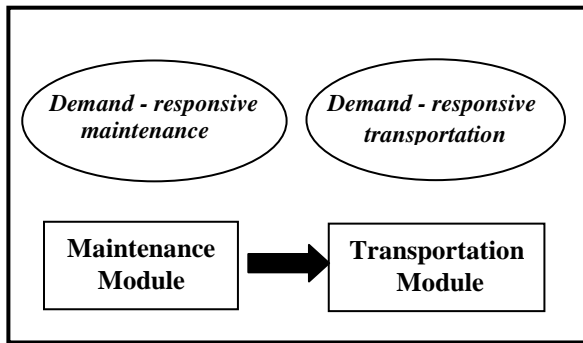 Demand - responsive
maintenance
Demand - responsive
transportation
Maintenance
Module
Transportation
Module